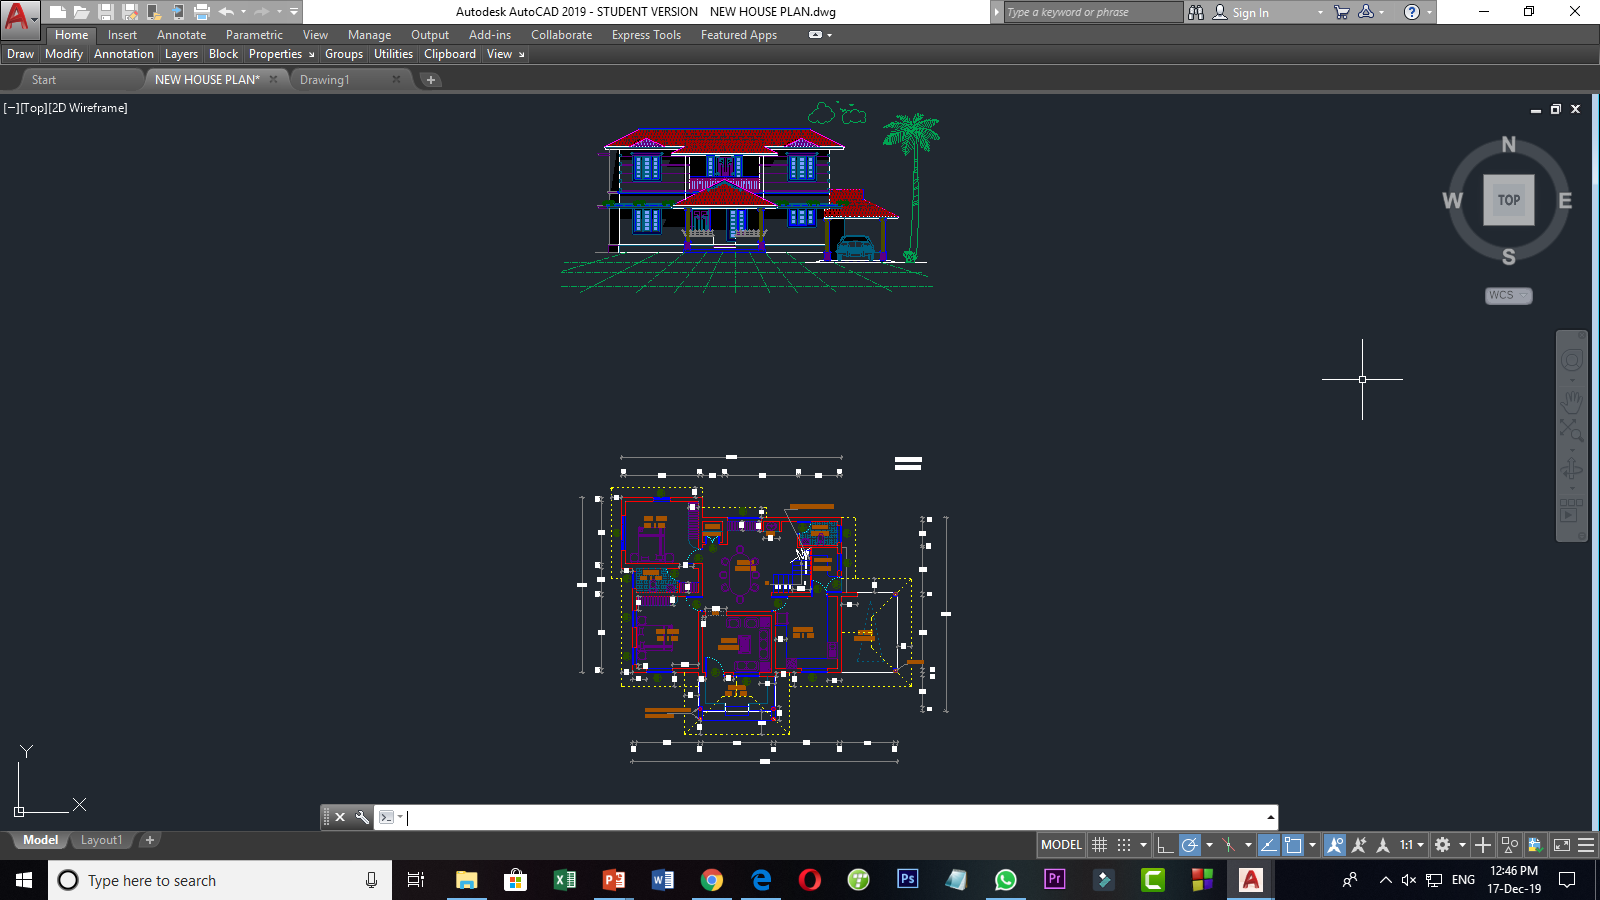 Autodesk AutoCAD 2019 - STUDENT VERSION NEW HOUSE PLAN.dwg
Type a keyword or phrase
Sign In
Home Insert Annotate Parametric View Manage Output Add-ins Collaborate Express Tools Featured Apps
Draw Modify Annotation Layers Block Properties Groups Utilities Clipboard View
Start NEW HOUSE PLAN* Drawing1
[−][Top][2D Wireframe]
N
W TOP E
S
WCS
Y
X
Model Layout1
MODEL 1:1
Type here to search
ENG
12:46 PM
17-Dec-19